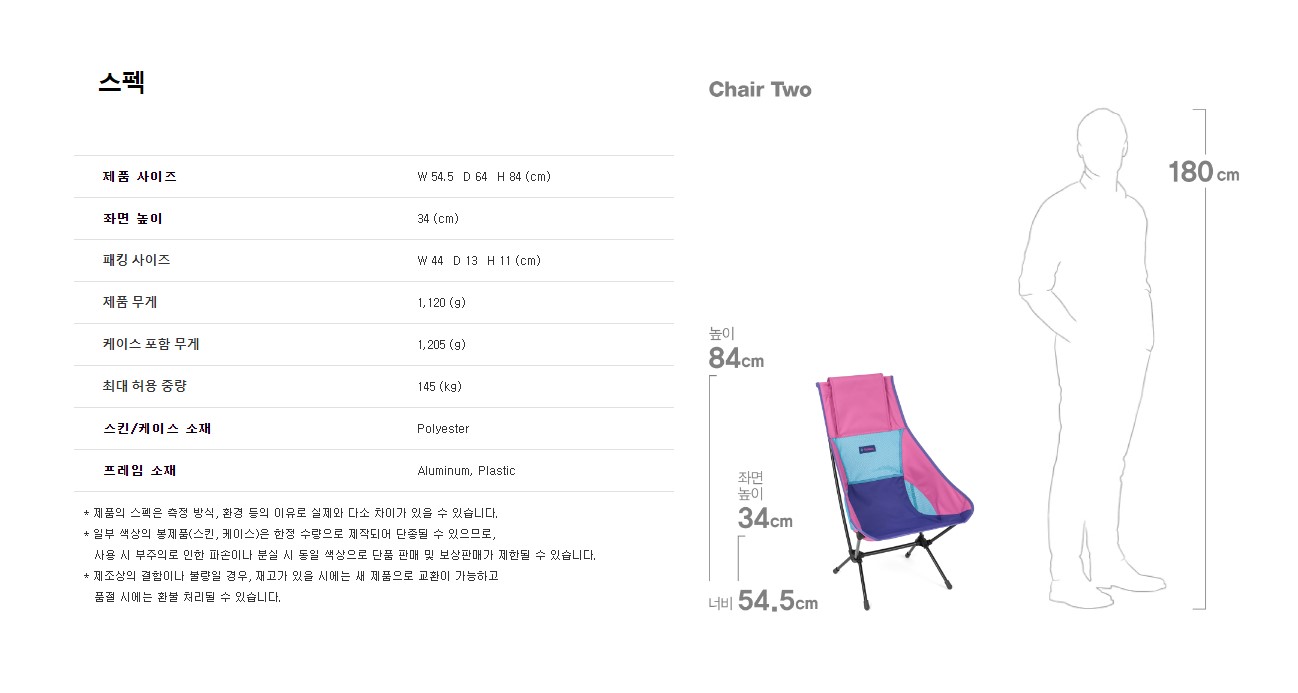 스펙
제품 사이즈 W 54.5 D 64 H 84 (cm)
좌면 높이 34 (cm)
패킹 사이즈 W 44 D 13 H 11 (cm)
제품 무게 1,120 (g)
케이스 포함 무게 1,205 (g)
최대 허용 중량 145 (kg)
스킨/케이스 소재 Polyester
프레임 소재 Aluminum, Plastic
* 제품의 스펙은 측정 방식, 환경 등의 이유로 실제와 다소 차이가 있을 수 있습니다.
* 일부 색상의 봉제품(스킨, 케이스)은 한정 수량으로 제작되어 단종될 수 있으므로,
사용 시 부주의로 인한 파손이나 분실 시 동일 색상으로 단품 판매 및 보상판매가 제한될 수 있습니다.
* 제조상의 결함이나 불량일 경우, 재고가 있을 시에는 새 제품으로 교환이 가능하고
품절 시에는 환불 처리될 수 있습니다.
Chair Two
180 cm
높이
84cm
좌면
높이
34cm
너비 54.5cm